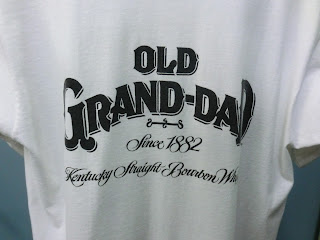 OLD
GRAND-DAD
Since 1882
Kentucky Straight Bourbon